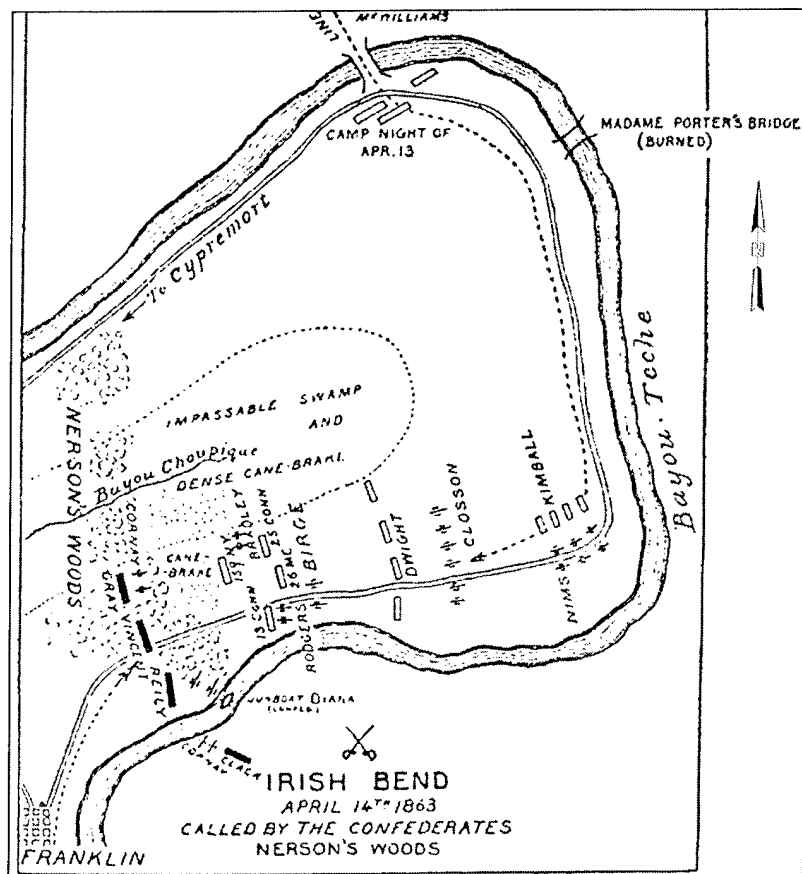 McWILLIAMS
LINE
MADAME PORTER'S BRIDGE
(BURNED)
CAMP NIGHT OF
APR. 13
To Cypremort
NERSON'S WOODS
IMPASSABLE SWAMP
AND
DENSE CANE-BRAKE
Bayou Choupique
Bayou Teche
CORNAY
CANE-
BRAKE
159 NY
BRADLEY
25 CONN
26 ME
BIRGE
13 CONN
RODGERS
DWIGHT
CLOSSON
KIMBALL
NIMS
GRAY
VINCENT
REILY
GUNBOAT DIANA
CORNAY
CLACK
IRISH BEND
APRIL 14TH 1863
CALLED BY THE CONFEDERATES
NERSON'S WOODS
FRANKLIN